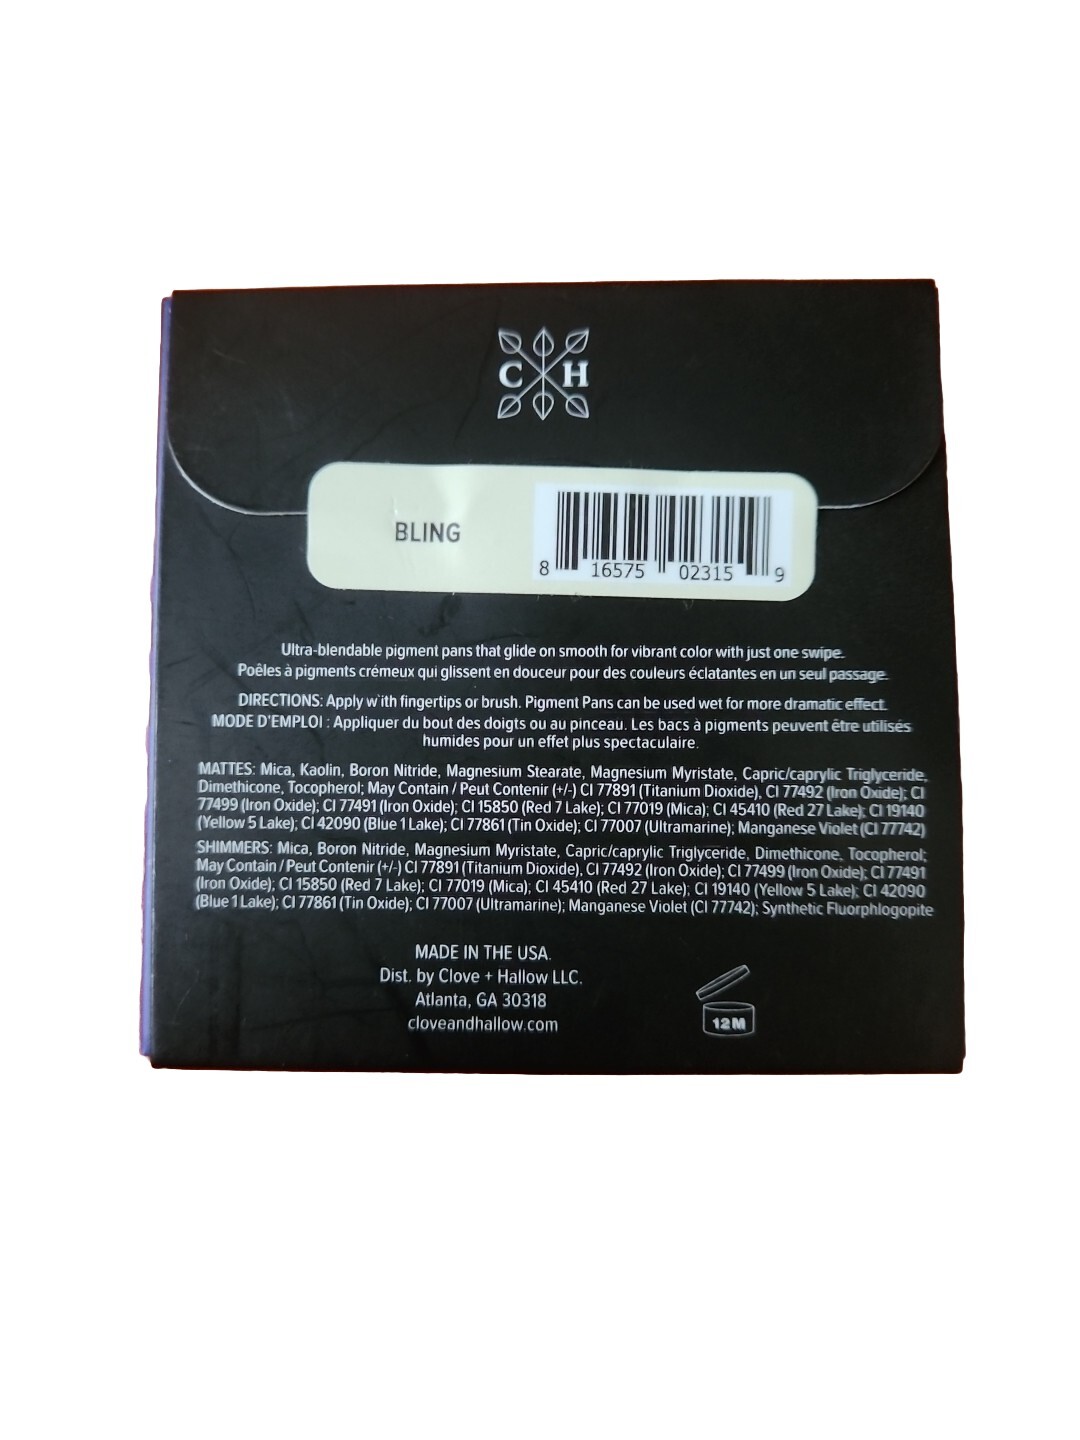 C H
BLING
8 16575 02315 9
Ultra-blendable pigment pans that glide on smooth for vibrant color with just one swipe.
Poêles à pigments crémeux qui glissent en douceur pour des couleurs éclatantes en un seul passage.
DIRECTIONS: Apply with fingertips or brush. Pigment Pans can be used wet for more dramatic effect.
MODE D'EMPLOI : Appliquer du bout des doigts ou au pinceau. Les bacs à pigments peuvent être utilisés
humides pour un effet plus spectaculaire.
MATTES: Mica, Kaolin, Boron Nitride, Magnesium Stearate, Magnesium Myristate, Capric/caprylic Triglyceride,
Dimethicone, Tocopherol; May Contain / Peut Contenir (+/-) CI 77891 (Titanium Dioxide), CI 77492 (Iron Oxide); CI
77499 (Iron Oxide); CI 77491 (Iron Oxide); CI 15850 (Red 7 Lake); CI 77019 (Mica); CI 45410 (Red 27 Lake); CI 19140
(Yellow 5 Lake); CI 42090 (Blue 1 Lake); CI 77861 (Tin Oxide); CI 77007 (Ultramarine); Manganese Violet (CI 77742)
SHIMMERS: Mica, Boron Nitride, Magnesium Myristate, Capric/caprylic Triglyceride, Dimethicone, Tocopherol;
May Contain / Peut Contenir (+/-) CI 77891 (Titanium Dioxide), CI 77492 (Iron Oxide); CI 77499 (Iron Oxide); CI 77491
(Iron Oxide); CI 15850 (Red 7 Lake); CI 77019 (Mica); CI 45410 (Red 27 Lake); CI 19140 (Yellow 5 Lake); CI 42090
(Blue 1 Lake); CI 77861 (Tin Oxide); CI 77007 (Ultramarine); Manganese Violet (CI 77742); Synthetic Fluorphlogopite
MADE IN THE USA.
Dist. by Clove + Hallow LLC.
Atlanta, GA 30318
cloveandhallow.com
12M